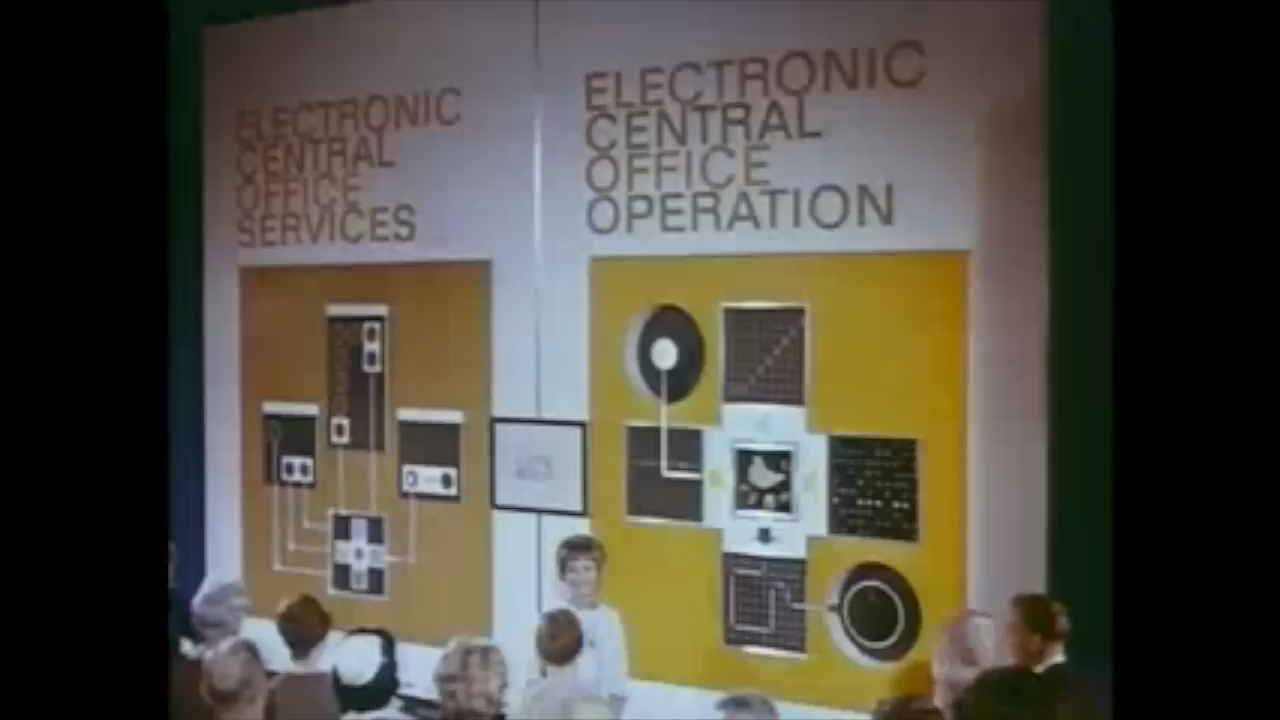 ELECTRONIC
CENTRAL
OFFICE
SERVICES
ELECTRONIC
CENTRAL
OFFICE
OPERATION